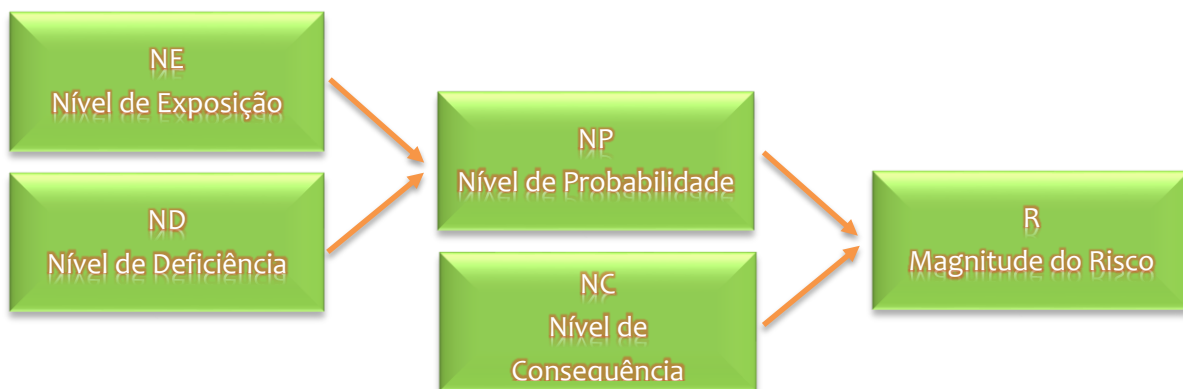 NE
Nível de Exposição
ND
Nível de Deficiência
NP
Nível de Probabilidade
NC
Nível de
Consequência
R
Magnitude do Risco